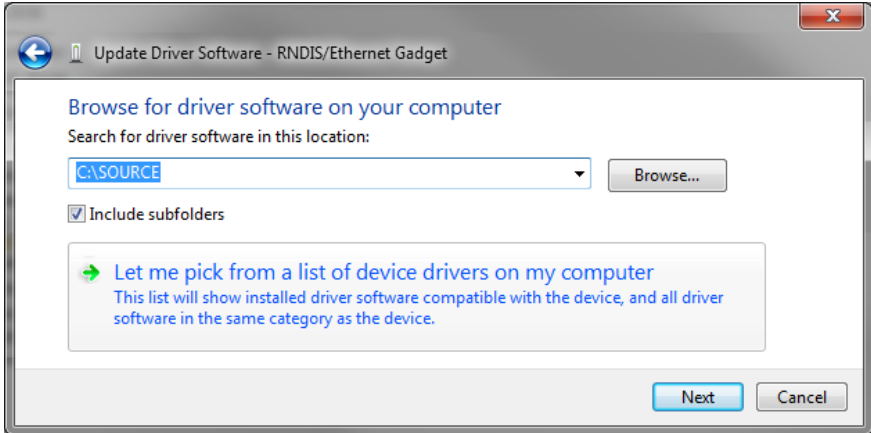 Update Driver Software - RNDIS/Ethernet Gadget
Browse for driver software on your computer
Search for driver software in this location:
C:\SOURCE
Browse...
Include subfolders
Let me pick from a list of device drivers on my computer
This list will show installed driver software compatible with the device, and all driver
software in the same category as the device.
Next
Cancel